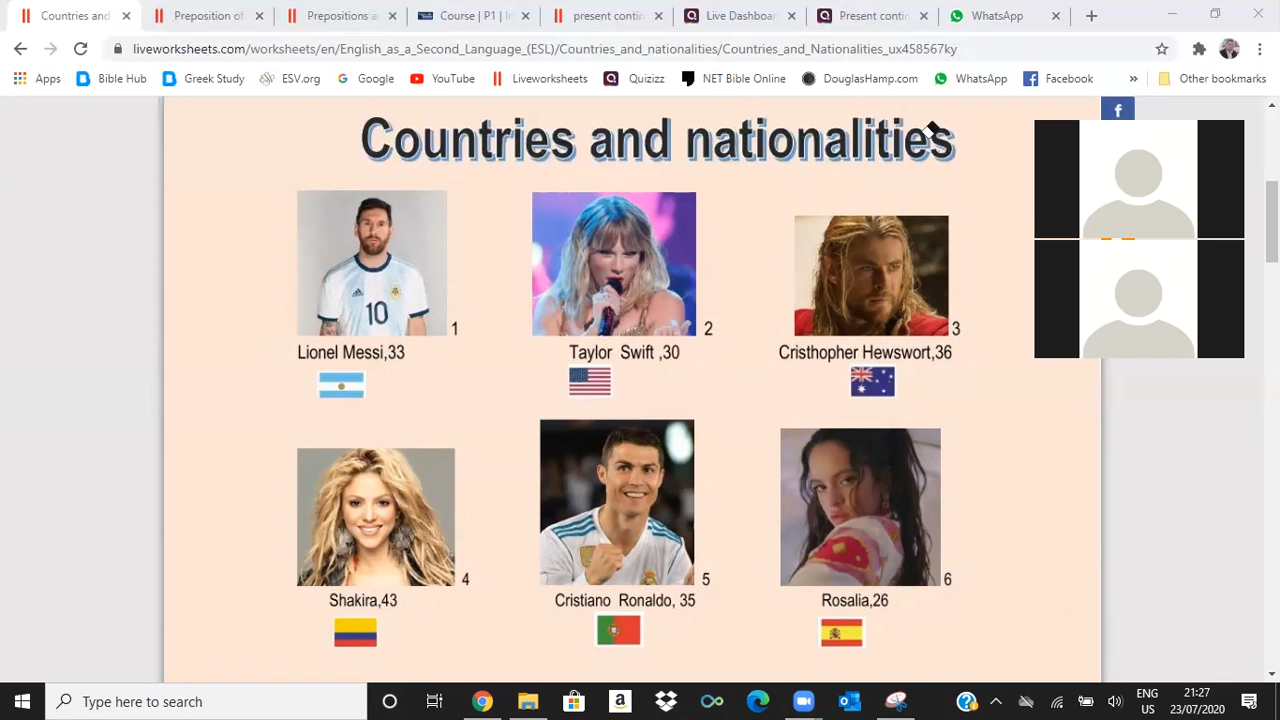 Countries and
Preposition of
Prepositions a
Course | P1 |
present contin
Live Dashboar
Present contin
WhatsApp
liveworksheets.com/worksheets/en/English_as_a_Second_Language_(ESL)/Countries_and_nationalities/Countries_and_Nationalities_ux458567ky
Apps
Bible Hub
Greek Study
ESV.org
Google
YouTube
Liveworksheets
Quizizz
NET Bible Online
DouglasHamp.com
WhatsApp
Facebook
»
Other bookmarks
Countries and nationalities
10
1
2
3
Lionel Messi,33
Taylor Swift ,30
Cristhopher Hewswort,36
4
5
6
Shakira,43
Cristiano Ronaldo, 35
Rosalia,26
Type here to search
ENG
US
21:27
23/07/2020